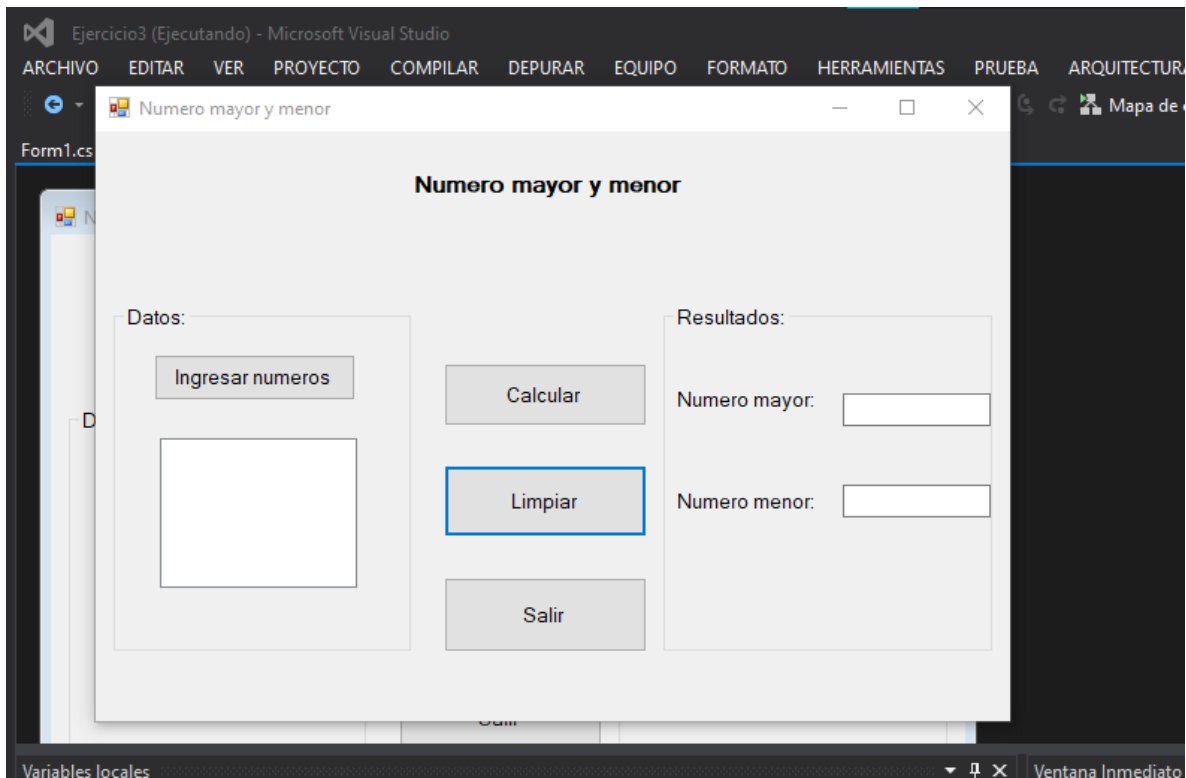 Ejercicio3 (Ejecutando) - Microsoft Visual Studio
ARCHIVO EDITAR VER PROYECTO COMPILAR DEPURAR EQUIPO FORMATO HERRAMIENTAS PRUEBA ARQUITECTURA
Numero mayor y menor
Mapa de
Form1.cs
Numero mayor y menor
N
Datos:
Resultados:
Ingresar numeros
Calcular
Numero mayor:
D
Limpiar
Numero menor:
Salir
Salir
Variables locales
Ventana Inmediato